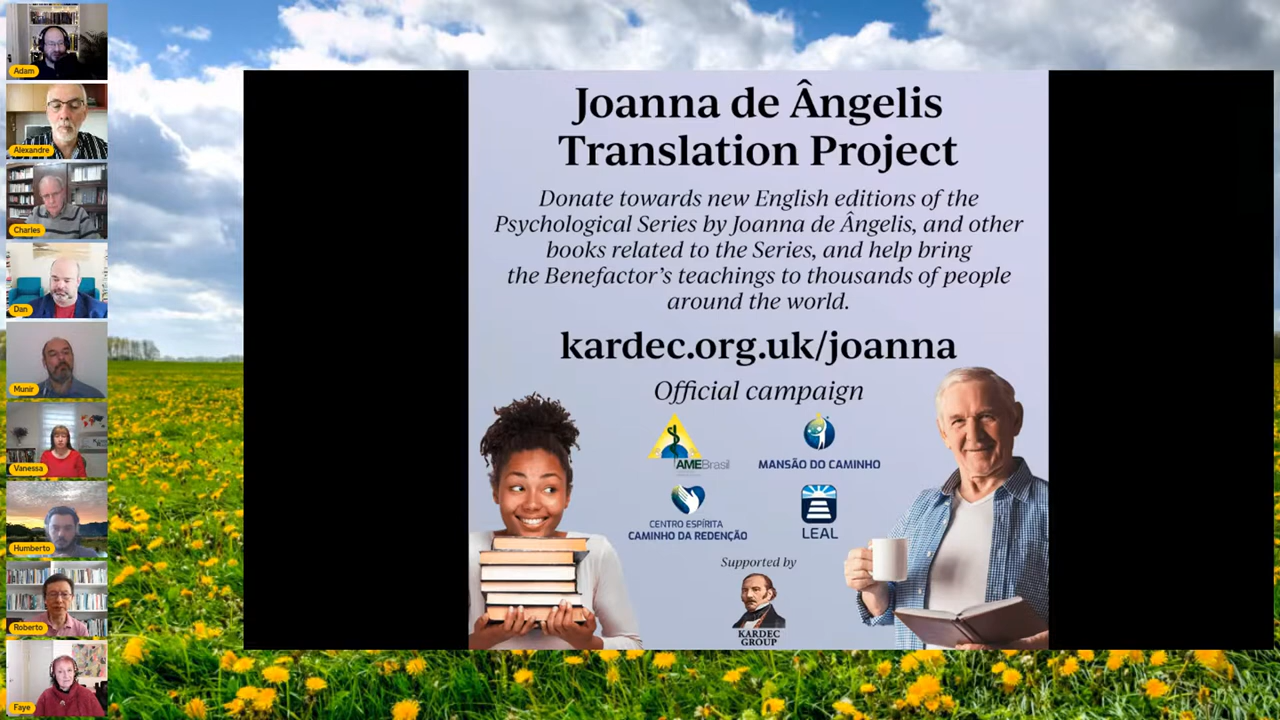 Adam
Alexandre
Charles
Dan
Munir
Vanessa
Humberto
Roberto
Faye
Joanna de Ângelis
Translation Project
Donate towards new English editions of the
Psychological Series by Joanna de Ângelis, and other
books related to the Series, and help bring
the Benefactor's teachings to thousands of people
around the world.
kardec.org.uk/joanna
Official campaign
AMEBrasil
MANSÃO DO CAMINHO
CENTRO ESPÍRITA
CAMINHO DA REDENÇÃO
LEAL
Supported by
KARDEC
GROUP